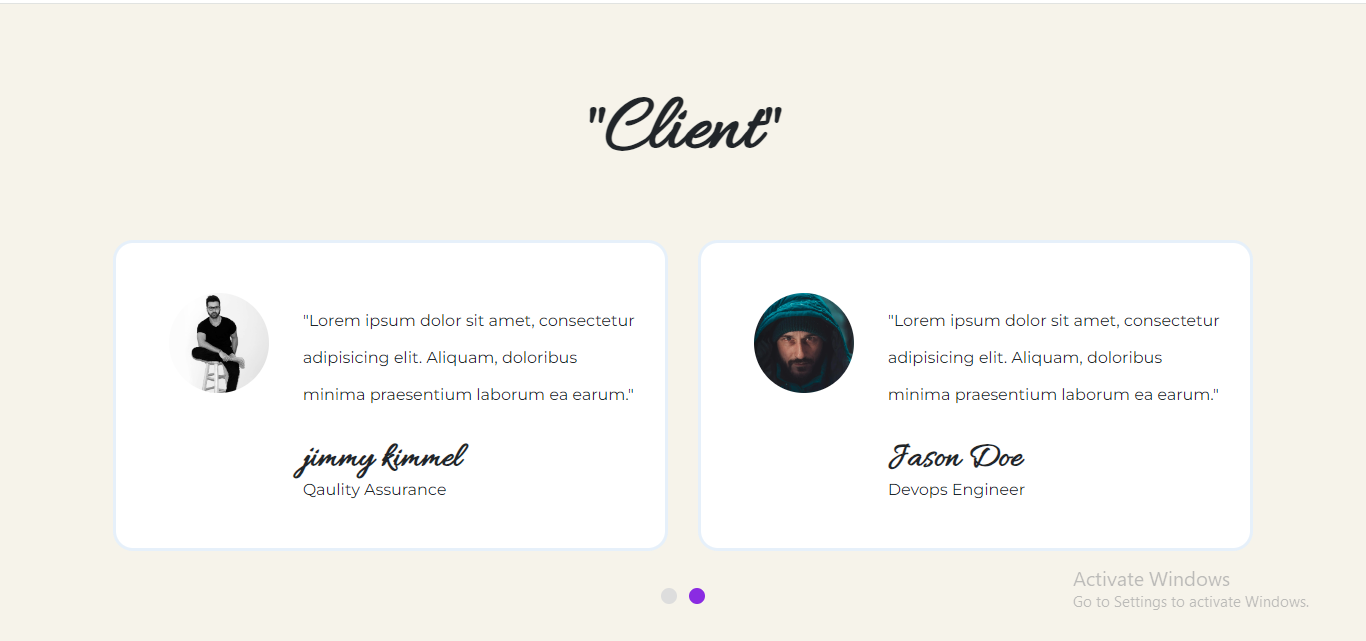 "Client"
"Lorem ipsum dolor sit amet, consectetur
adipisicing elit. Aliquam, doloribus
minima praesentium laborum ea earum."
jimmy kimmel
Qaulity Assurance
"Lorem ipsum dolor sit amet, consectetur
adipisicing elit. Aliquam, doloribus
minima praesentium laborum ea earum."
Jason Doe
Devops Engineer
Activate Windows
Go to Settings to activate Windows.